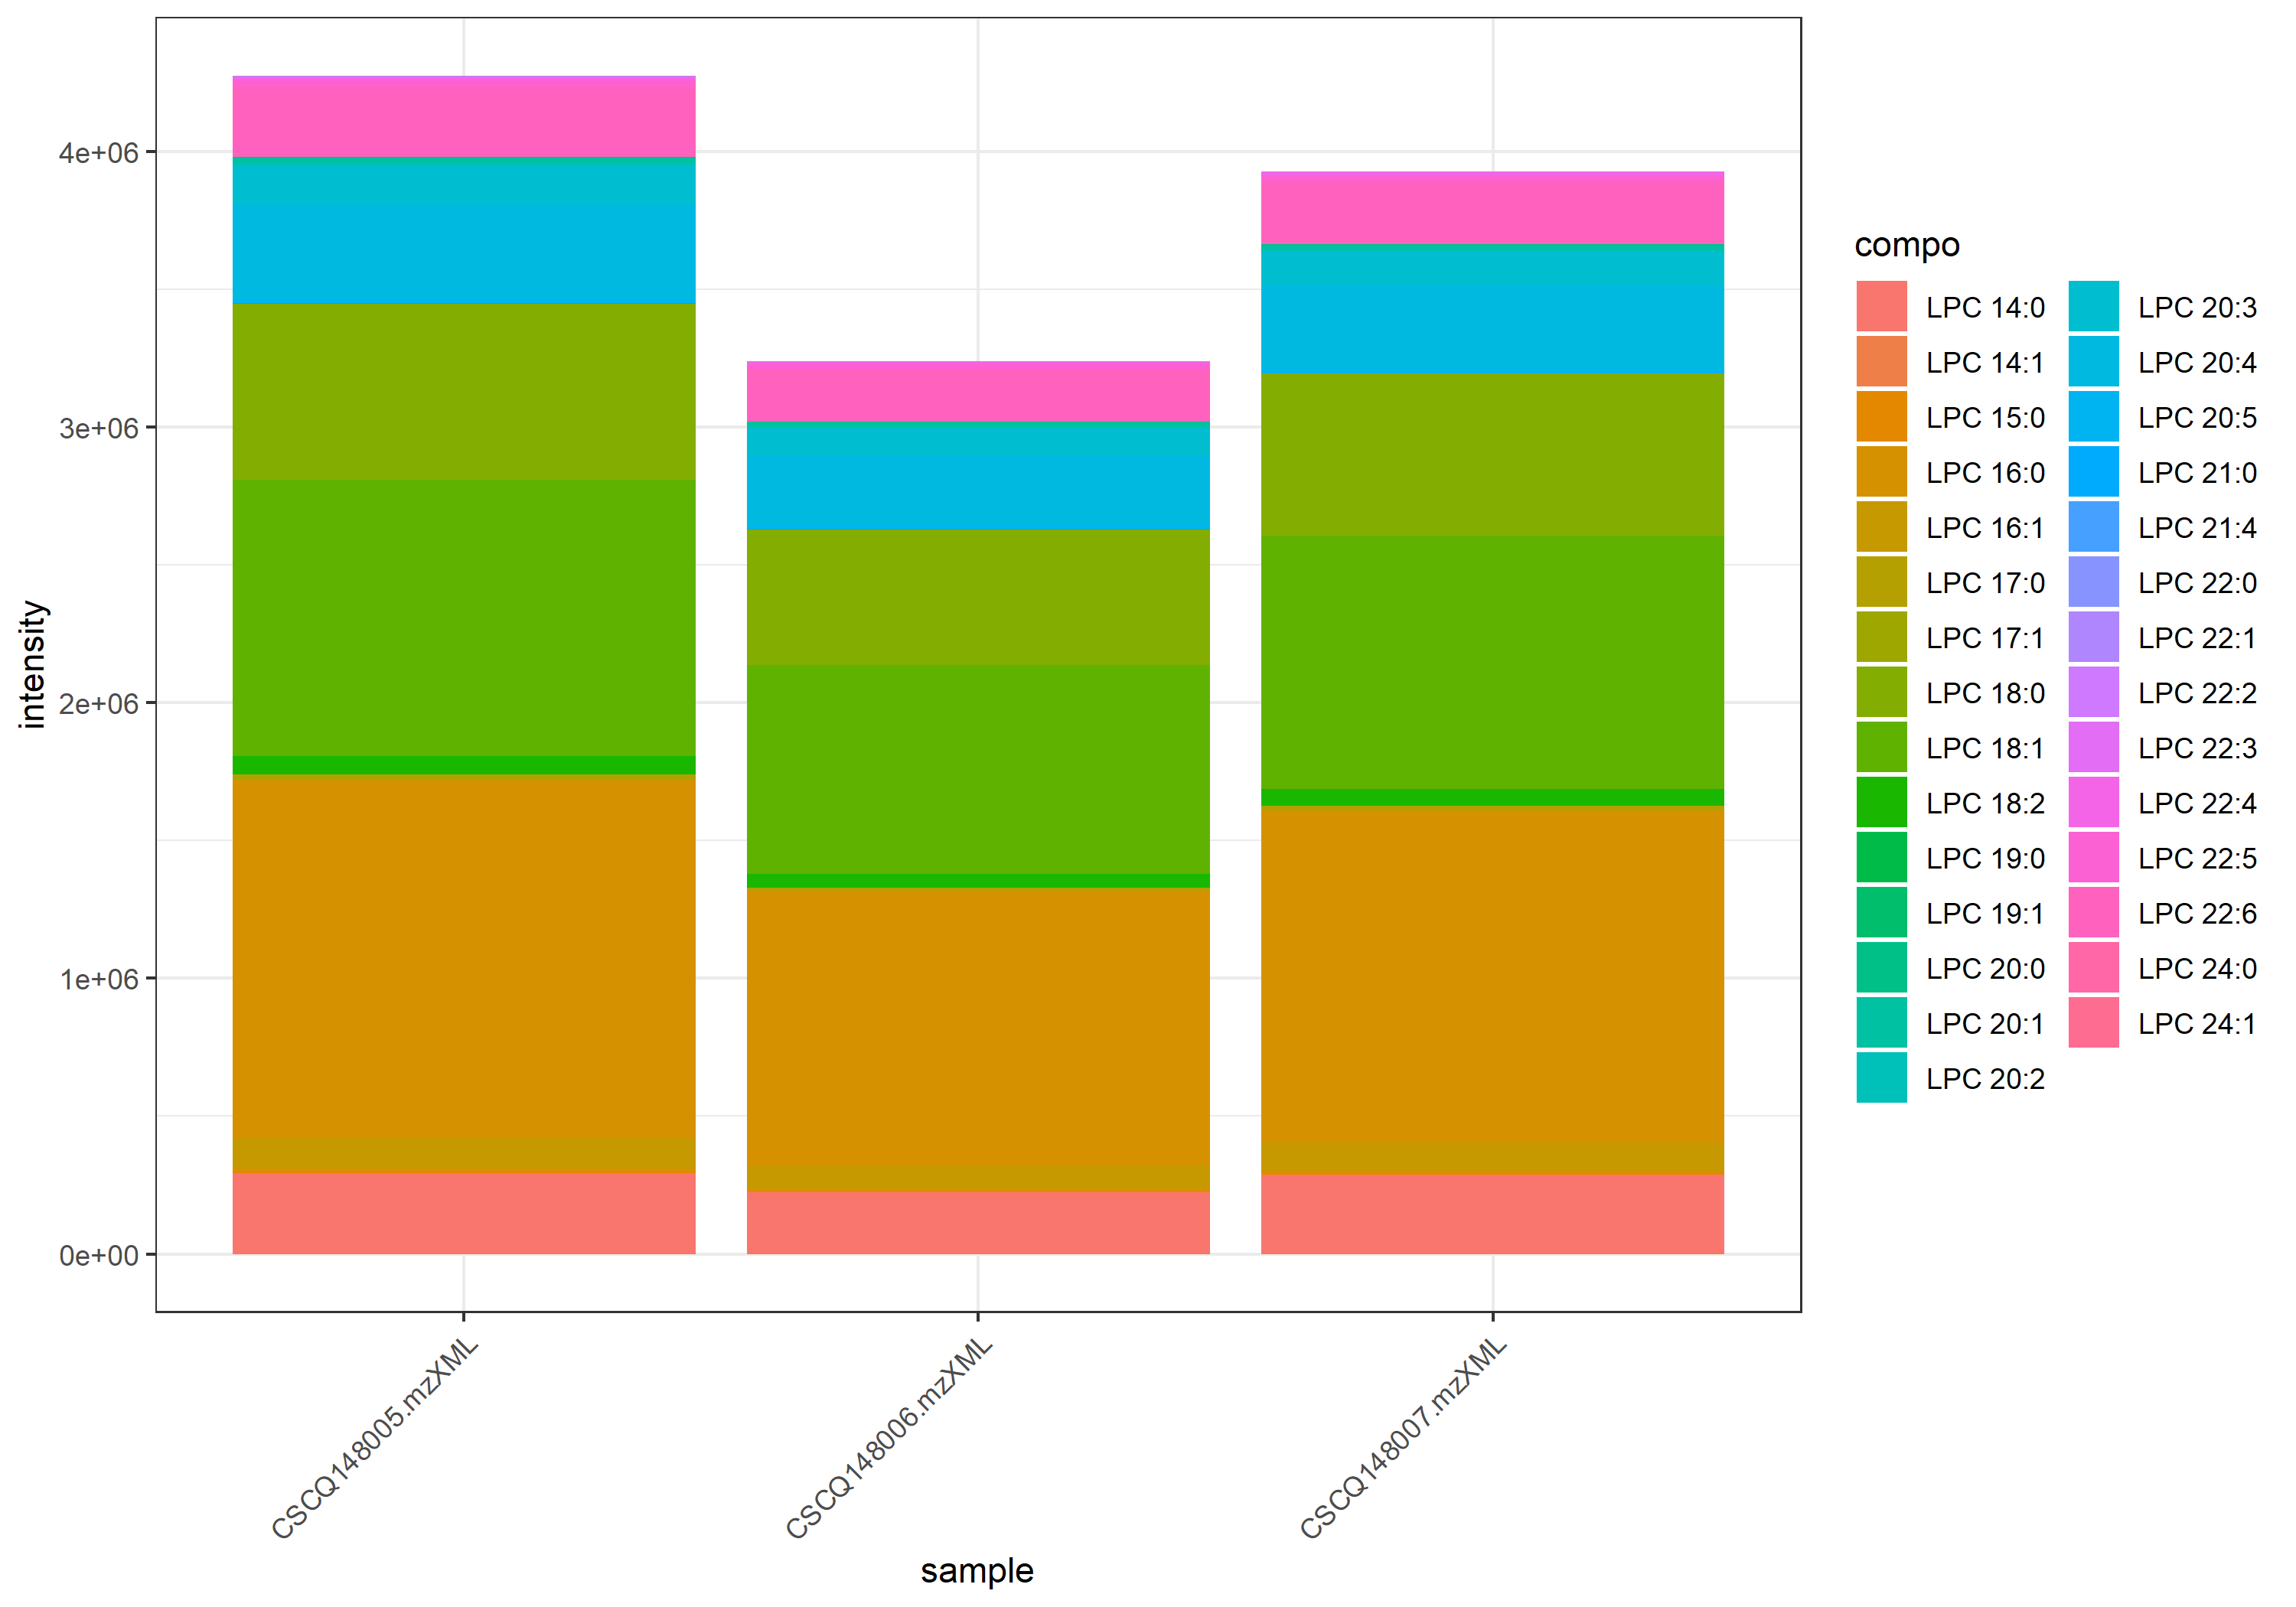 intensity
4e+06
3e+06
2e+06
1e+06
0e+00
CSCQ148005.mzXML
CSCQ148006.mzXML
CSCQ148007.mzXML
sample
compo
LPC 14:0
LPC 14:1
LPC 15:0
LPC 16:0
LPC 16:1
LPC 17:0
LPC 17:1
LPC 18:0
LPC 18:1
LPC 18:2
LPC 19:0
LPC 19:1
LPC 20:0
LPC 20:1
LPC 20:2
LPC 20:3
LPC 20:4
LPC 20:5
LPC 21:0
LPC 21:4
LPC 22:0
LPC 22:1
LPC 22:2
LPC 22:3
LPC 22:4
LPC 22:5
LPC 22:6
LPC 24:0
LPC 24:1